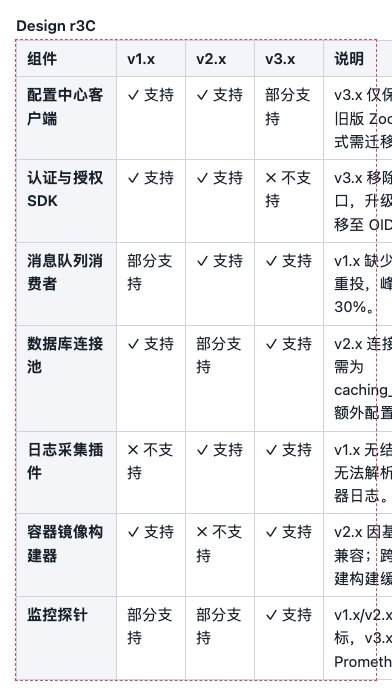 Design r3C
组件 v1.x v2.x v3.x 说明
配置中心客 ✓ 支持 ✓ 支持 部分支 v3.x 仅保
户端 持 旧版 Zoo
式需迁移
认证与授权 ✓ 支持 ✓ 支持 ✕ 不支 v3.x 移除
SDK 持 口，升级
移至 OID
消息队列消 部分支 ✓ 支持 ✓ 支持 v1.x 缺少
费者 持 重投，峰
30%。
数据库连接 ✓ 支持 部分支 ✓ 支持 v2.x 连接
池 持 需为
caching_
额外配置
日志采集插 ✕ 不支 ✓ 支持 ✓ 支持 v1.x 无结
件 持 无法解析
器日志。
容器镜像构 ✓ 支持 ✕ 不支 ✓ 支持 v2.x 因基
建器 持 兼容；跨
建构建缓
监控探针 部分支 部分支 ✓ 支持 v1.x/v2.x
持 持 标，v3.x
Prometh